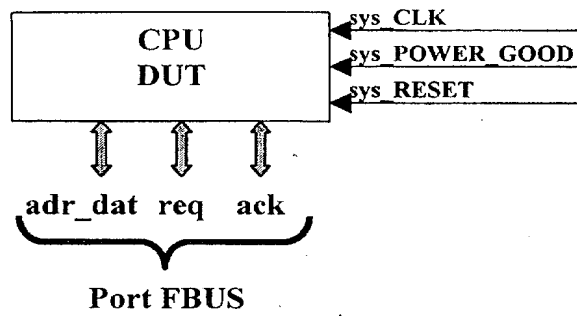 CPU
DUT
sys_CLK
sys_POWER_GOOD
sys_RESET
adr_dat req ack
Port FBUS